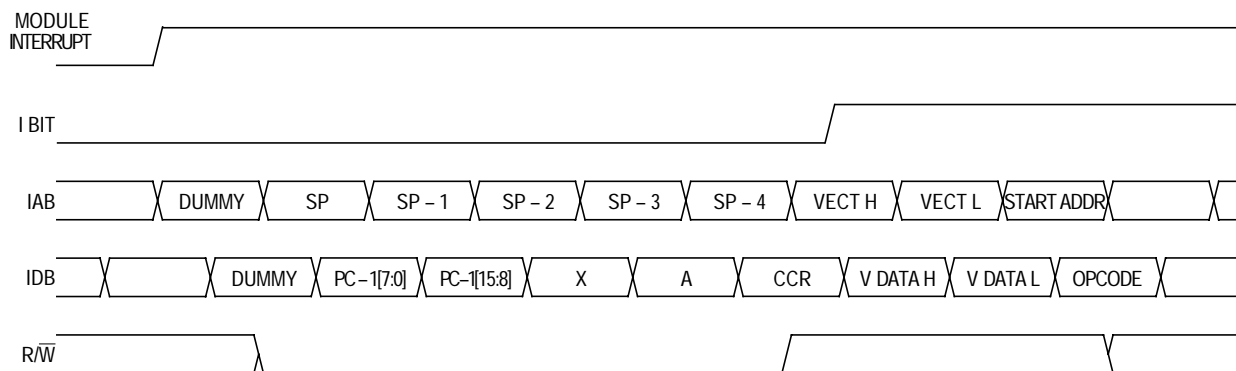 MODULE
INTERRUPT
I BIT
IAB DUMMY SP SP – 1 SP – 2 SP – 3 SP – 4 VECT H VECT L START ADDR
IDB DUMMY PC – 1[7:0] PC–1[15:8] X A CCR V DATA H V DATA L OPCODE
R/W̅